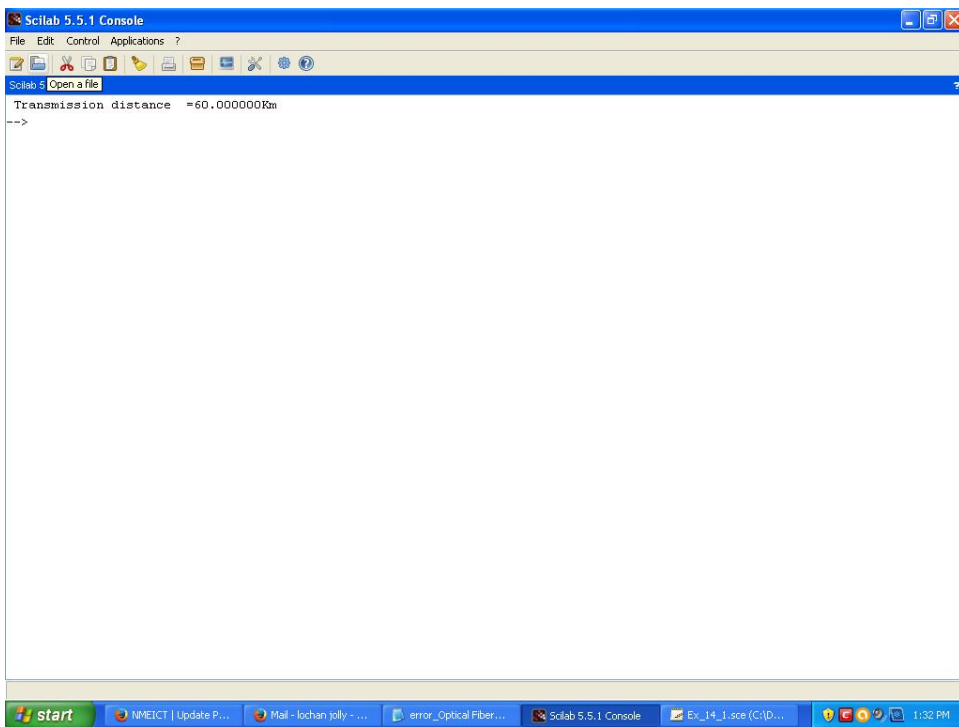 Scilab 5.5.1 Console
File Edit Control Applications ?
Scilab 5 Open a file ?
Transmission distance =60.000000Km
-->
start NMEICT | Update P... Mail - lochan jolly - ... error_Optical Fiber... Scilab 5.5.1 Console Ex_14_1.sce (C:\D... 1:32 PM